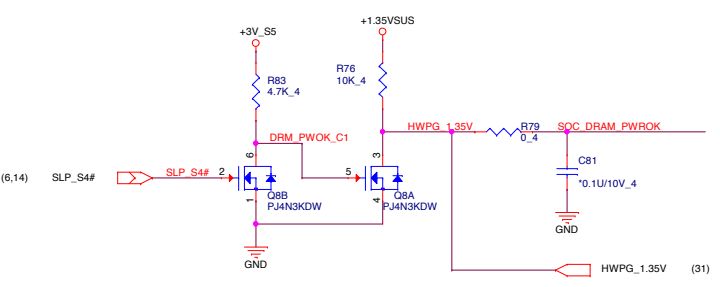 +3V_S5
+1.35VSUS
R83
4.7K_4
R76
10K_4
DRM_PWOK_C1
HWPG_1.35V
R79
0_4
SOC_DRAM_PWROK
(6,14)
SLP_S4#
SLP_S4#
2
6
1
Q8B
PJ4N3KDW
5
3
4
Q8A
PJ4N3KDW
C81
*0.1U/10V_4
GND
GND
HWPG_1.35V
(31)